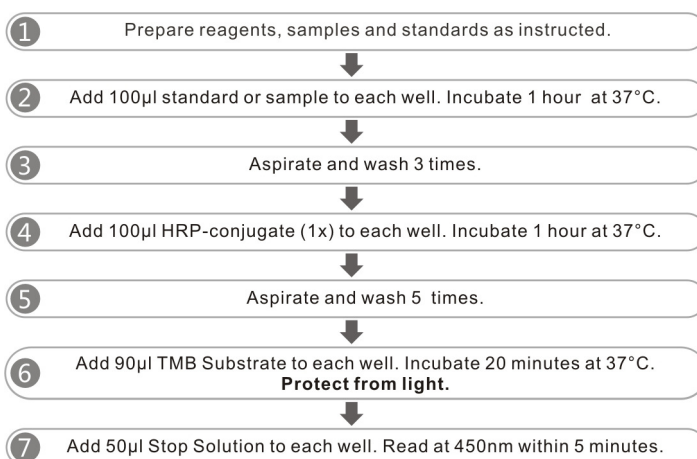 1 Prepare reagents, samples and standards as instructed.
2 Add 100µl standard or sample to each well. Incubate 1 hour at 37°C.
3 Aspirate and wash 3 times.
4 Add 100µl HRP-conjugate (1x) to each well. Incubate 1 hour at 37°C.
5 Aspirate and wash 5 times.
6 Add 90µl TMB Substrate to each well. Incubate 20 minutes at 37°C.
Protect from light.
7 Add 50µl Stop Solution to each well. Read at 450nm within 5 minutes.